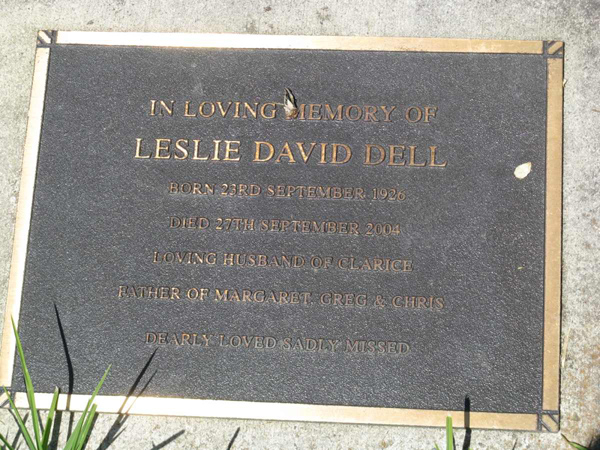 IN LOVING MEMORY OF
LESLIE DAVID DELL
BORN 23RD SEPTEMBER 1926
DIED 27TH SEPTEMBER 2004
LOVING HUSBAND OF CLARICE
FATHER OF MARGARET, GREG & CHRIS
DEARLY LOVED SADLY MISSED